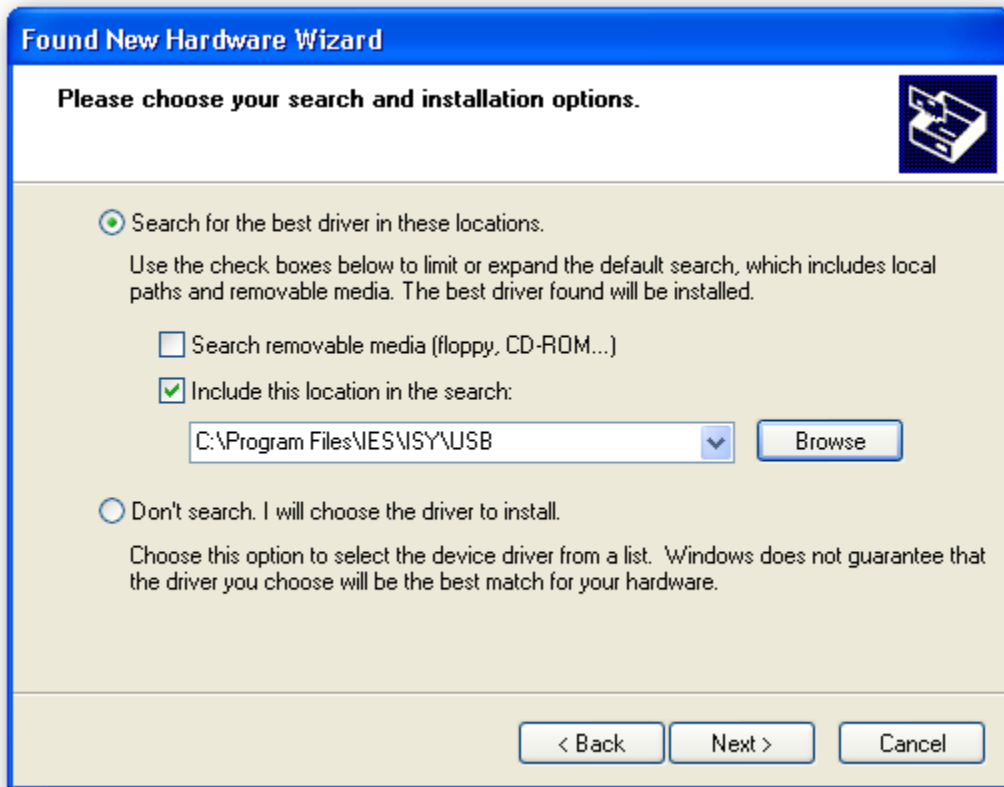 Found New Hardware Wizard
Please choose your search and installation options.
Search for the best driver in these locations.
Use the check boxes below to limit or expand the default search, which includes local
paths and removable media. The best driver found will be installed.
Search removable media (floppy, CD-ROM...)
Include this location in the search:
C:\Program Files\IES\ISY\USB
Browse
Don't search. I will choose the driver to install.
Choose this option to select the device driver from a list.  Windows does not guarantee that
the driver you choose will be the best match for your hardware.
< Back
Next >
Cancel